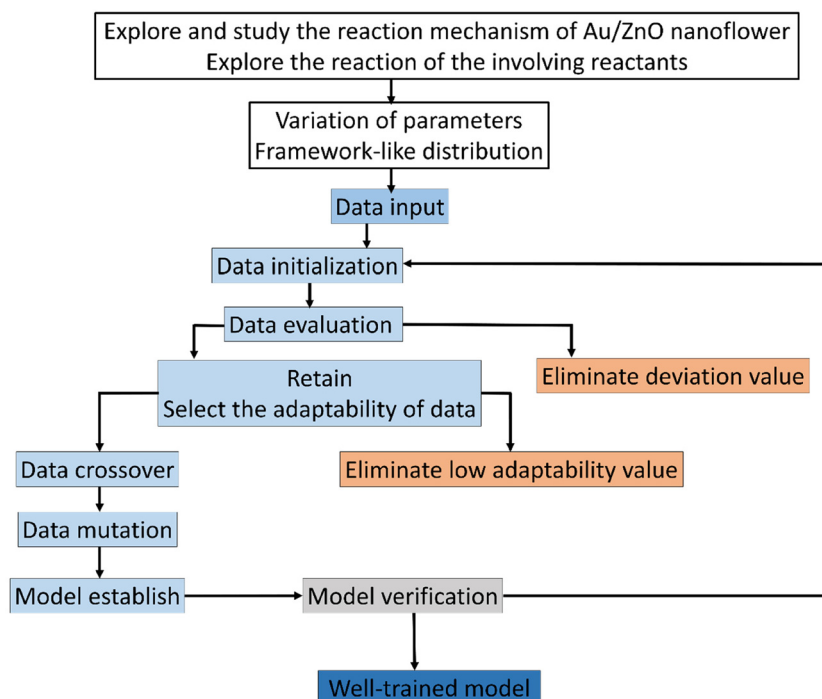 Explore and study the reaction mechanism of Au/ZnO nanoflower
Explore the reaction of the involving reactants
Variation of parameters
Framework-like distribution
Data input
Data initialization
Data evaluation
Eliminate deviation value
Retain
Select the adaptability of data
Data crossover
Eliminate low adaptability value
Data mutation
Model establish
Model verification
Well-trained model